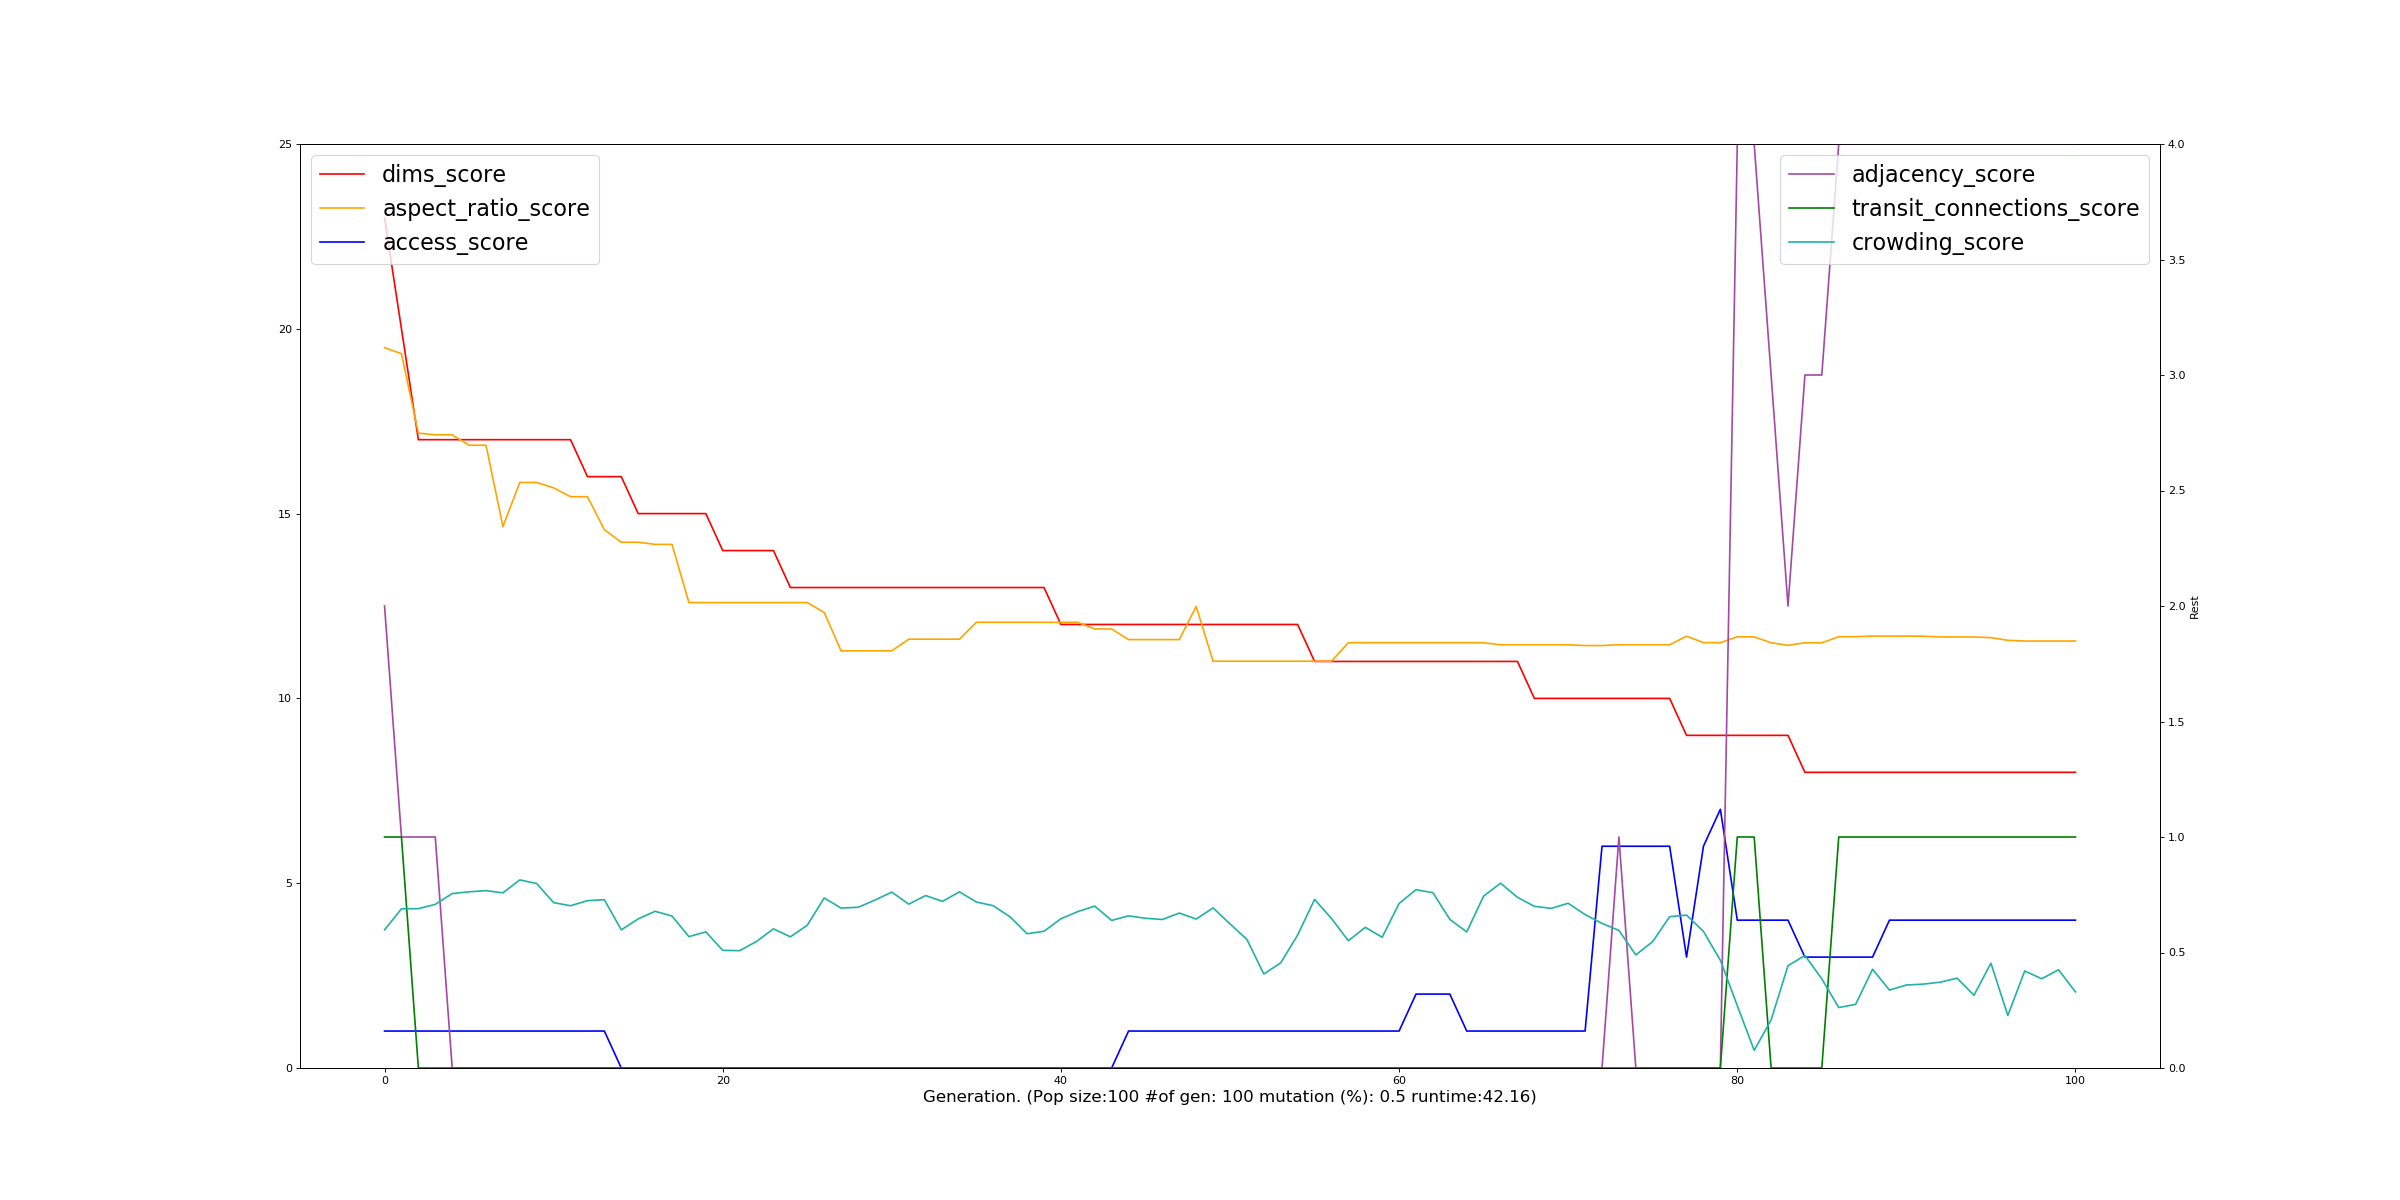 dims_score
aspect_ratio_score
access_score
adjacency_score
transit_connections_score
crowding_score
25
20
15
10
5
0
4.0
3.5
3.0
2.5
2.0
1.5
1.0
0.5
0.0
Rest
0 20 40 60 80 100
Generation. (Pop size:100 #of gen: 100 mutation (%): 0.5 runtime:42.16)